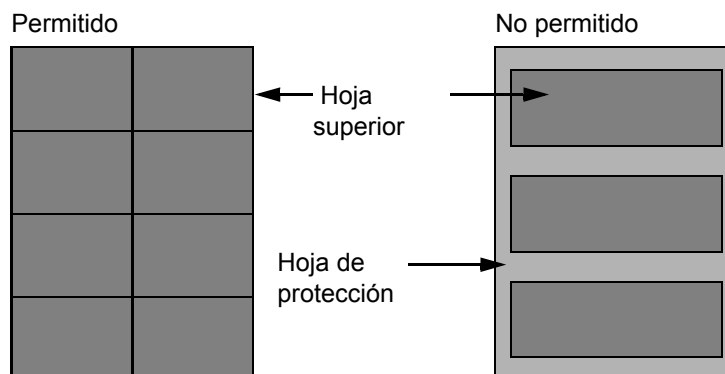 Permitido
No permitido
Hoja
superior
Hoja de
protección